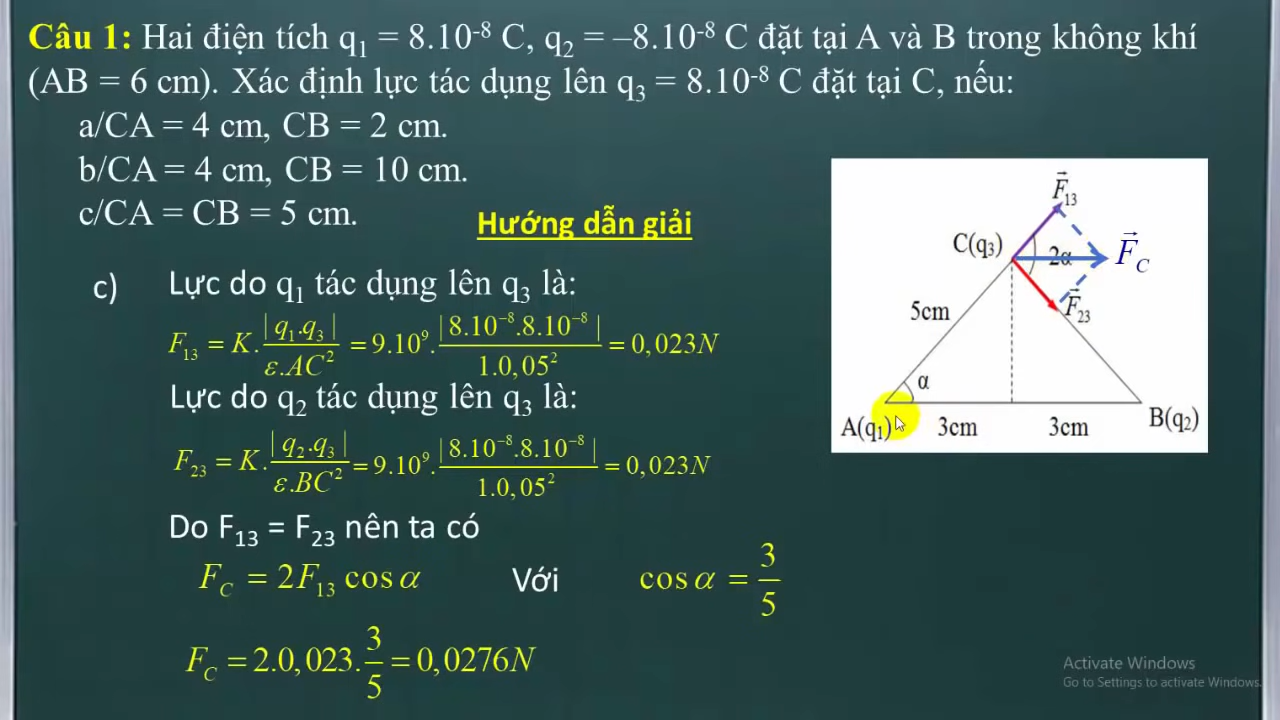 Câu 1: Hai điện tích q₁ = 8.10⁻⁸ C, q₂ = –8.10⁻⁸ C đặt tại A và B trong không khí
(AB = 6 cm). Xác định lực tác dụng lên q₃ = 8.10⁻⁸ C đặt tại C, nếu:
a/CA = 4 cm, CB = 2 cm.
b/CA = 4 cm, CB = 10 cm.
c/CA = CB = 5 cm.
Hướng dẫn giải
c) Lực do q₁ tác dụng lên q₃ là:
F₁₃ = K.|q₁.q₃|/ε.AC² = 9.10⁹.|8.10⁻⁸.8.10⁻⁸|/1.0,05² = 0,023N
Lực do q₂ tác dụng lên q₃ là:
F₂₃ = K.|q₂.q₃|/ε.BC² = 9.10⁹.|8.10⁻⁸.8.10⁻⁸|/1.0,05² = 0,023N
Do F₁₃ = F₂₃ nên ta có
F_C = 2F₁₃ cos α Với cos α = 3/5
F_C = 2.0,023.3/5 = 0,0276N
F⃗₁₃
C(q₃) 2α F⃗_C
5cm F⃗₂₃
α
A(q₁) 3cm 3cm B(q₂)
Activate Windows
Go to Settings to activate Windows.